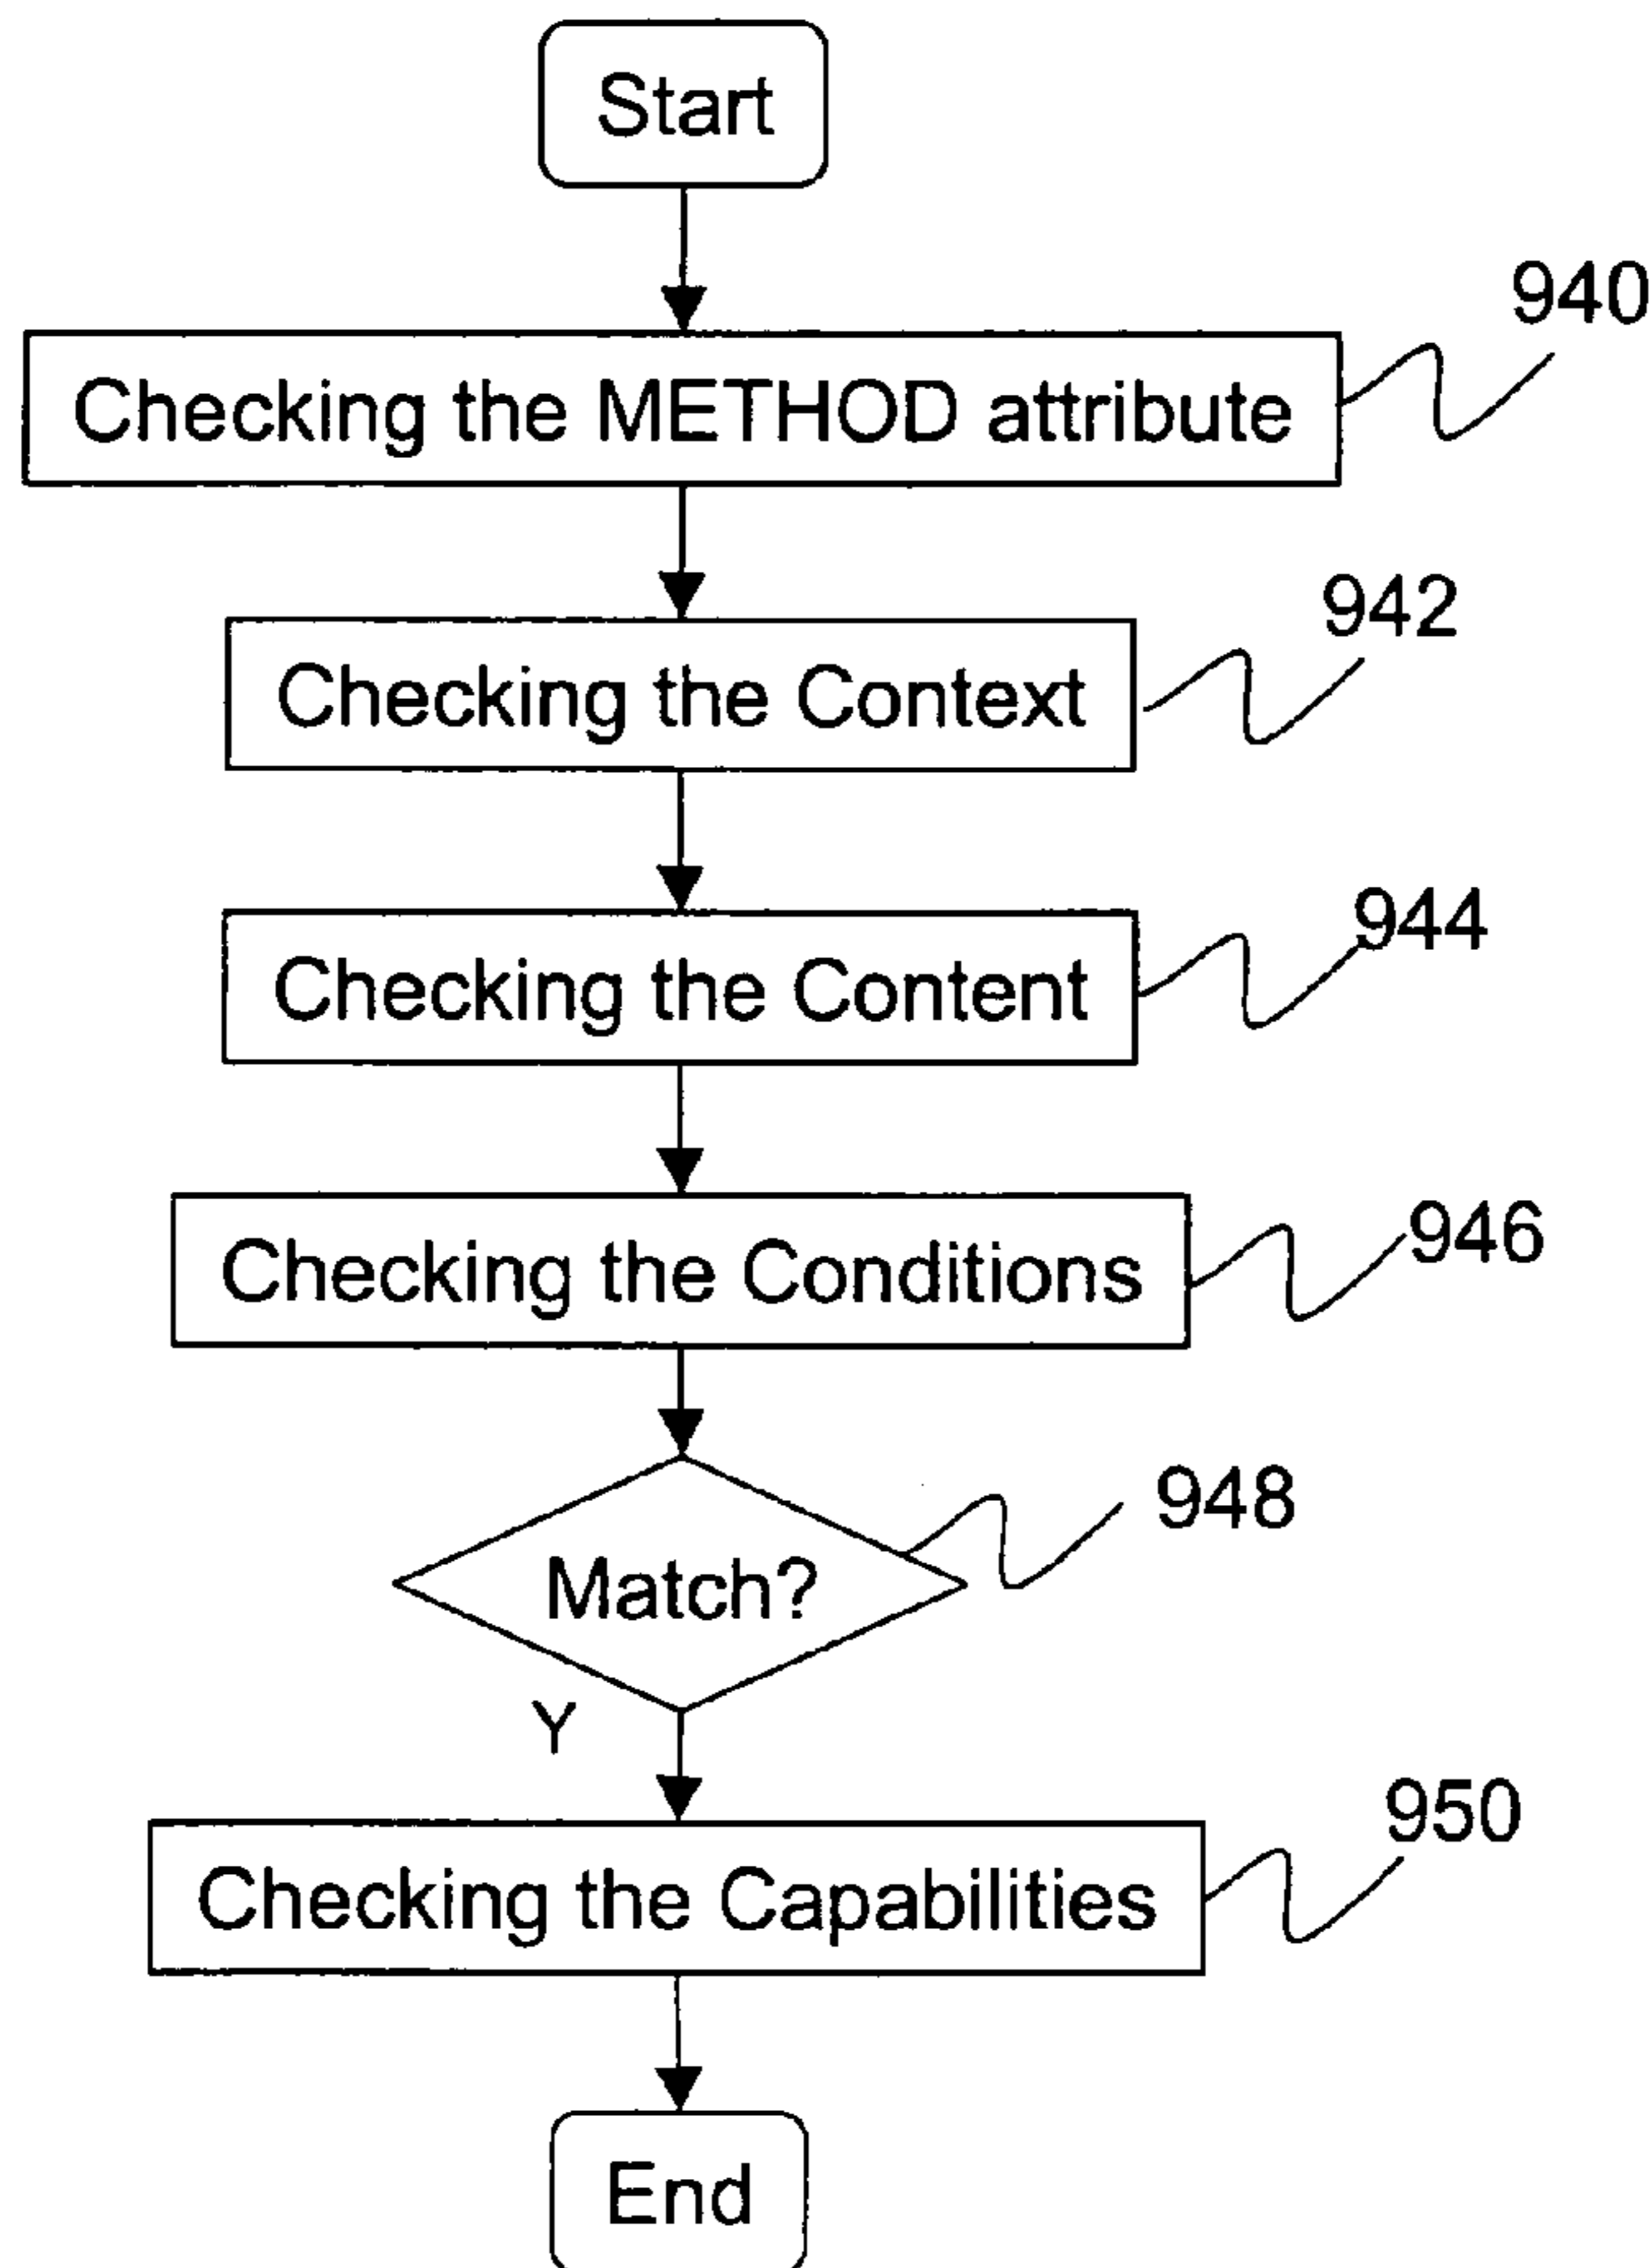 Start
940
Checking the METHOD attribute
942
Checking the Context
944
Checking the Content
946
Checking the Conditions
948
Match?
Y
950
Checking the Capabilities
End